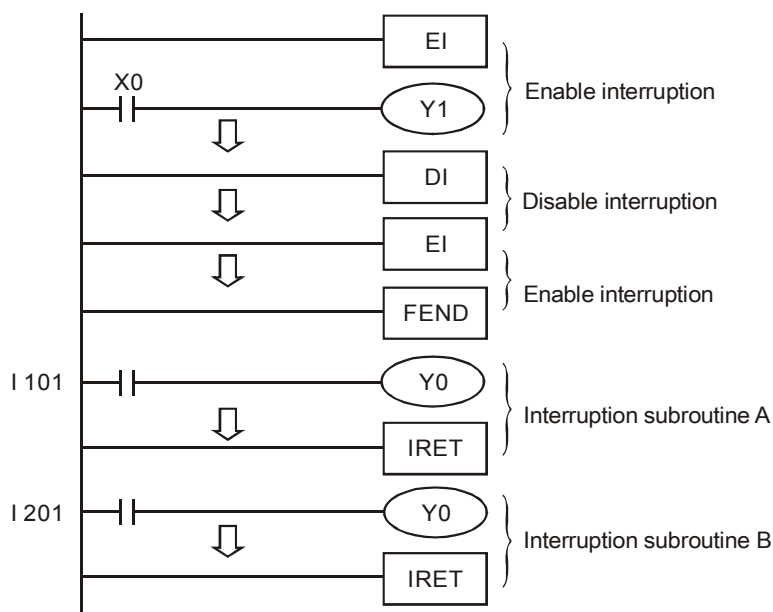 EI
X0
Y1
Enable interruption
DI
Disable interruption
EI
Enable interruption
FEND
I 101
Y0
Interruption subroutine A
IRET
I 201
Y0
Interruption subroutine B
IRET